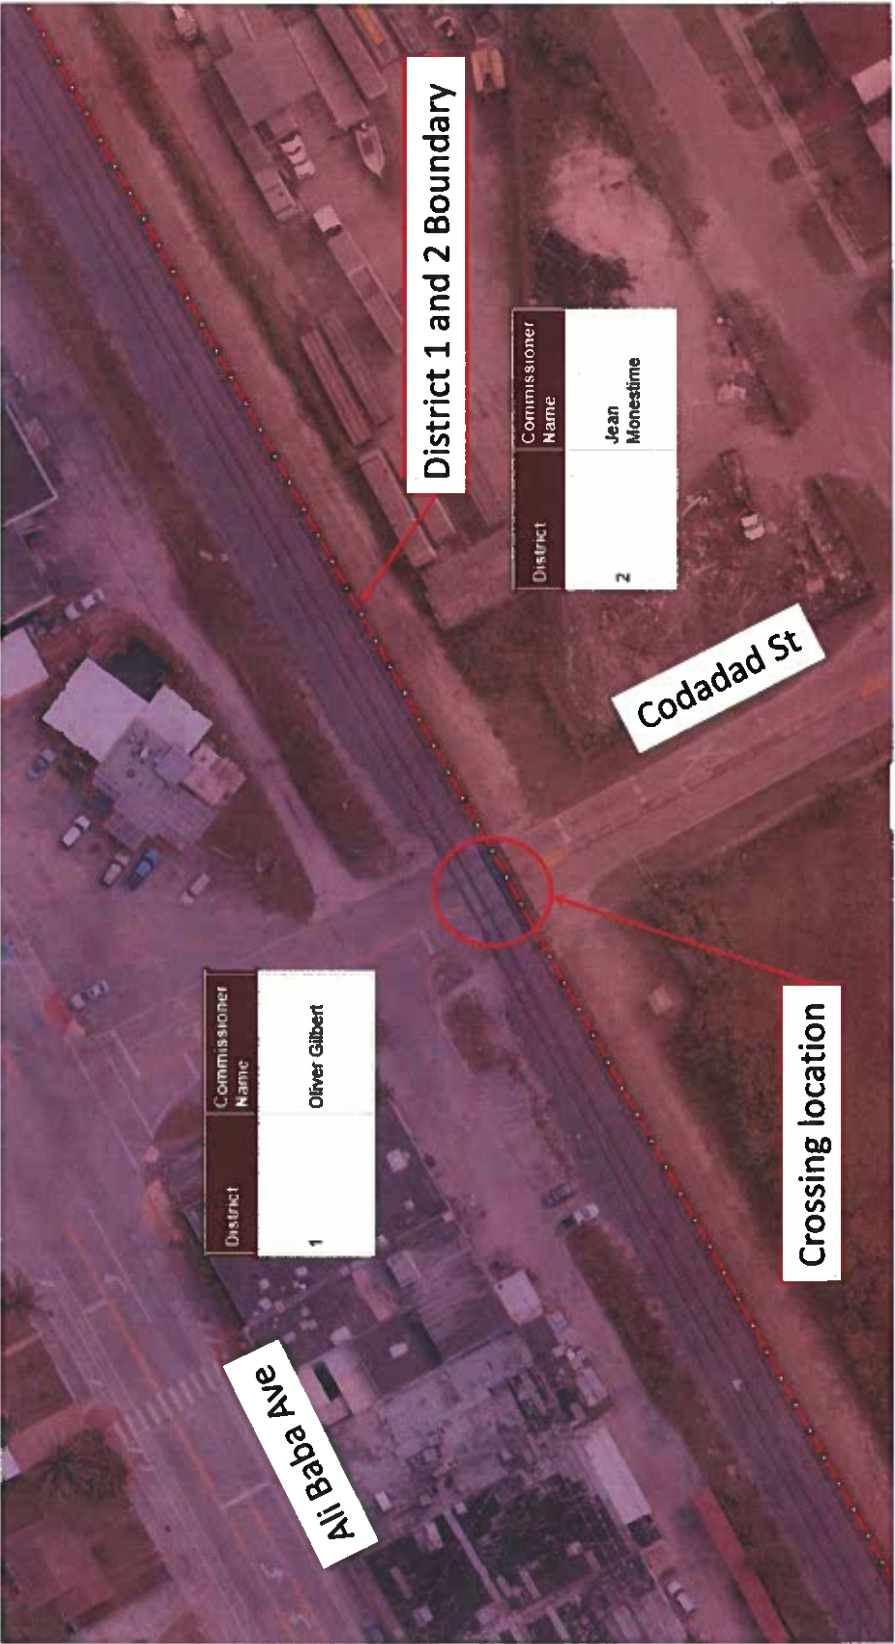 District 1 and 2 Boundary
District
Commissioner
Name
2
Jean
Monestime
Codadad St
District
Commissioner
Name
1
Oliver Gilbert
Ali Baba Ave
Crossing location